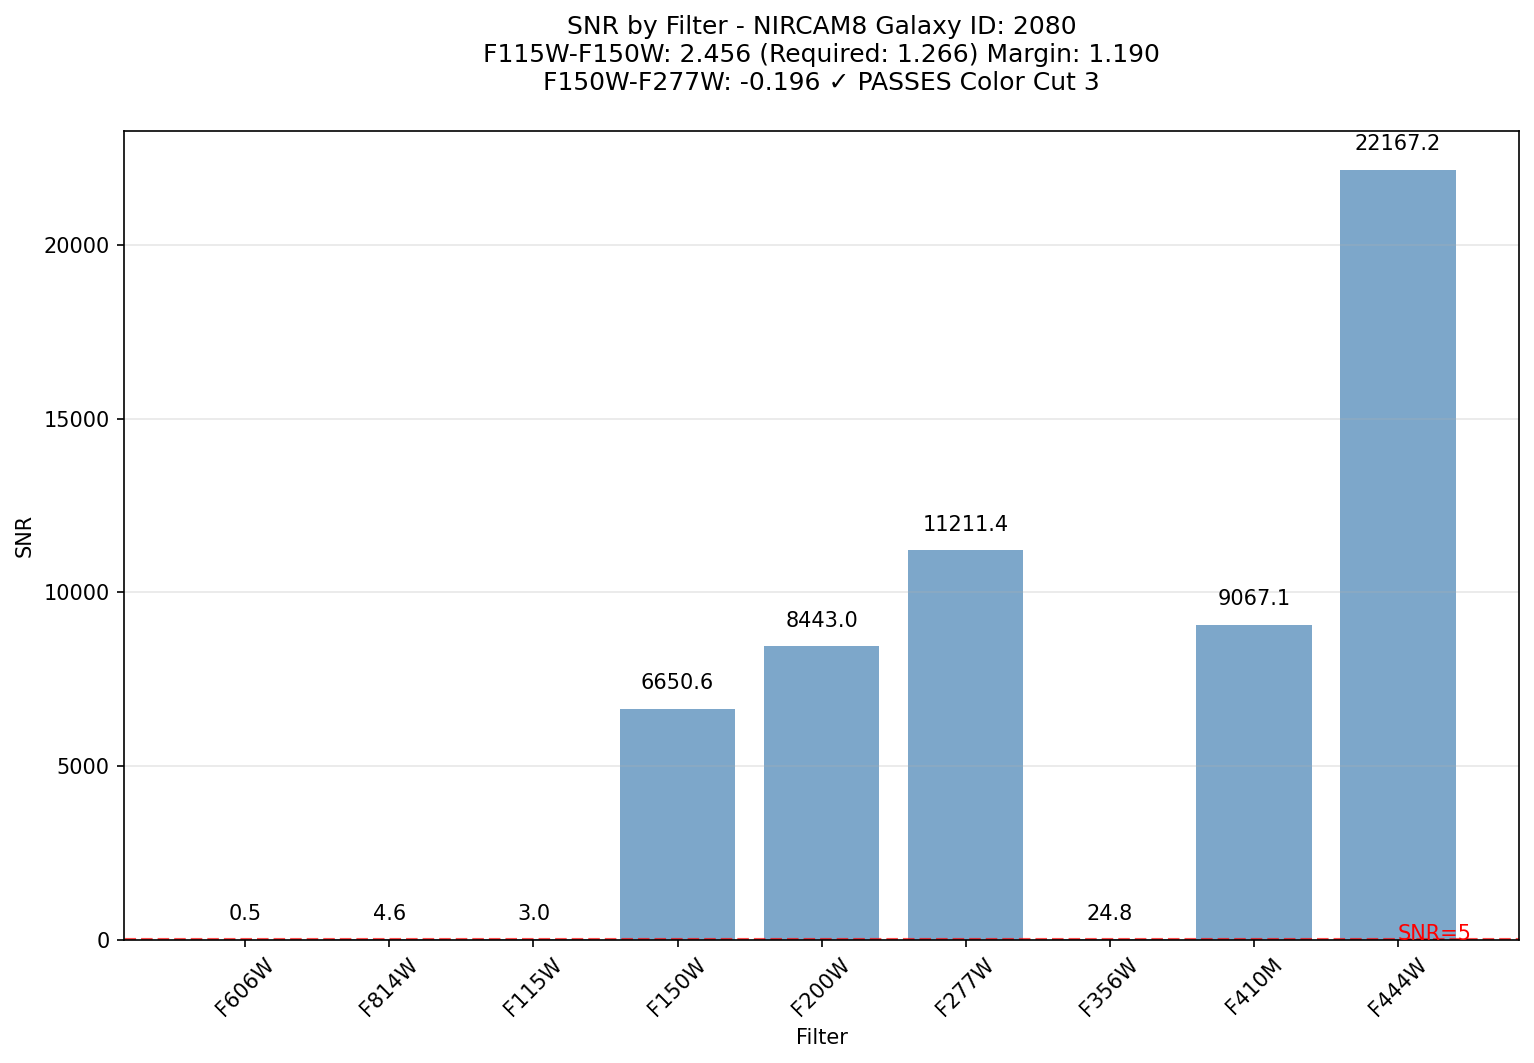 SNR by Filter - NIRCAM8 Galaxy ID: 2080
F115W-F150W: 2.456 (Required: 1.266) Margin: 1.190
F150W-F277W: -0.196 ✓ PASSES Color Cut 3
22167.2
20000
15000
11211.4
SNR
10000
9067.1
8443.0
6650.6
5000
0.5
4.6
3.0
24.8
SNR=5
0
F606W
F814W
F115W
F150W
F200W
F277W
F356W
F410M
F444W
Filter